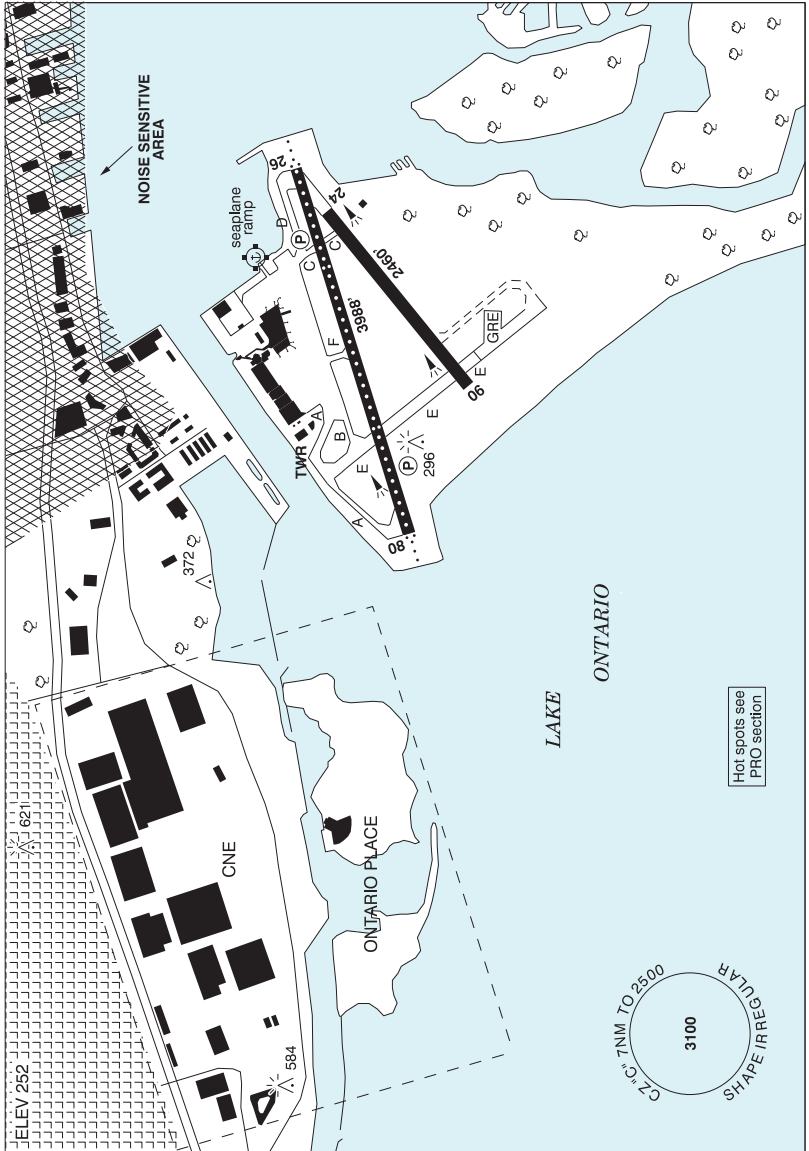 ELEV 252
621
NOISE SENSITIVE
AREA
372
CNE
seaplane
ramp
D
26
584
TWR
P
C
A
F
C
24
B
A
E
3988'
ONTARIO PLACE
2460'
08
P
296
E
E
06
GRE
LAKE
ONTARIO
CZ "C" 7NM TO 2500
3100
SHAPE IRREGULAR
Hot spots see
PRO section